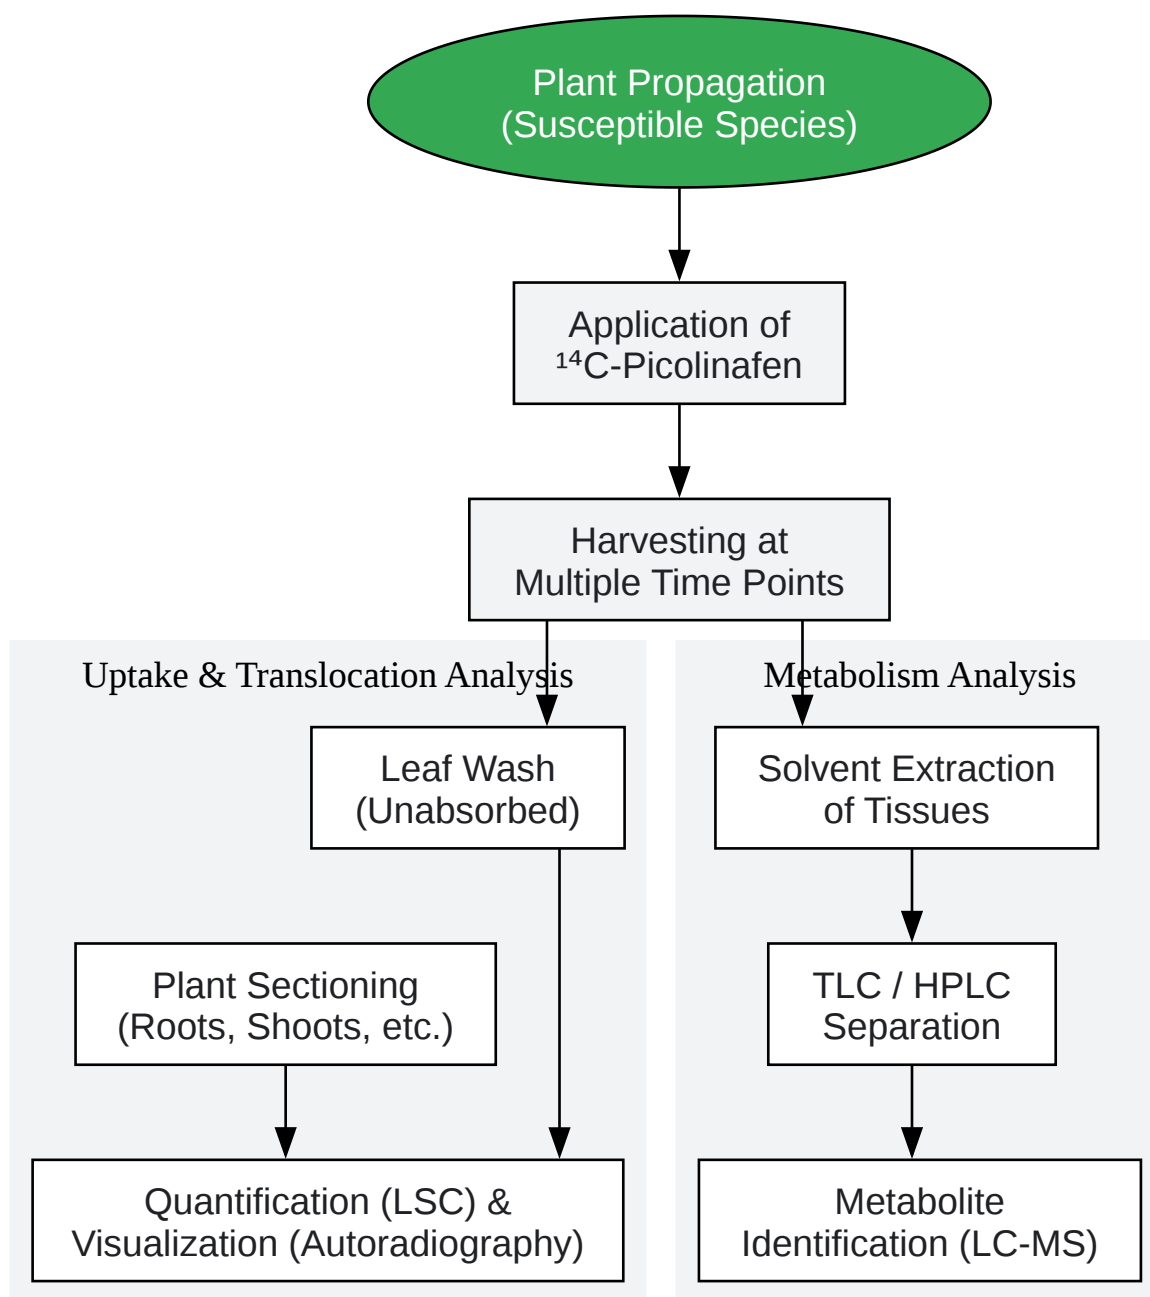 Plant Propagation
(Susceptible Species)
Application of
¹⁴C-Picolinafen
Harvesting at
Multiple Time Points
Uptake & Translocation Analysis
Leaf Wash
(Unabsorbed)
Plant Sectioning
(Roots, Shoots, etc.)
Quantification (LSC) &
Visualization (Autoradiography)
Metabolism Analysis
Solvent Extraction
of Tissues
TLC / HPLC
Separation
Metabolite
Identification (LC-MS)